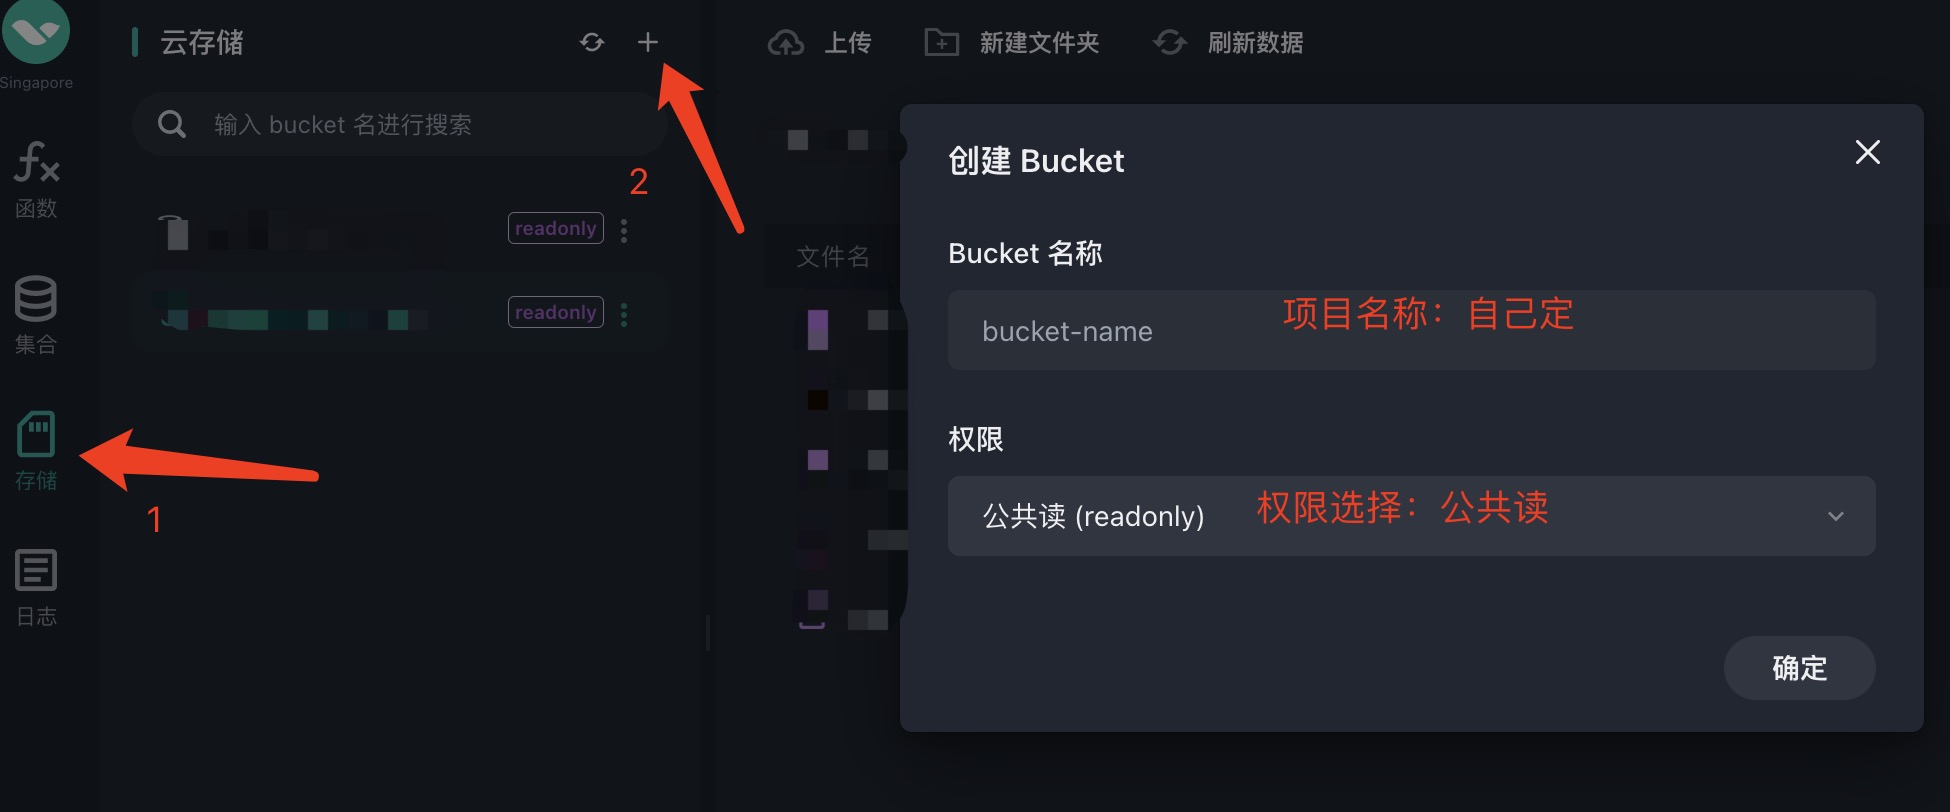 Singapore
函数
集合
存储
日志
1
云存储
输入 bucket 名进行搜索
2
readonly
readonly
上传
新建文件夹
刷新数据
文件名
创建 Bucket
Bucket 名称
bucket-name
项目名称：自己定
权限
公共读 (readonly)
权限选择：公共读
确定